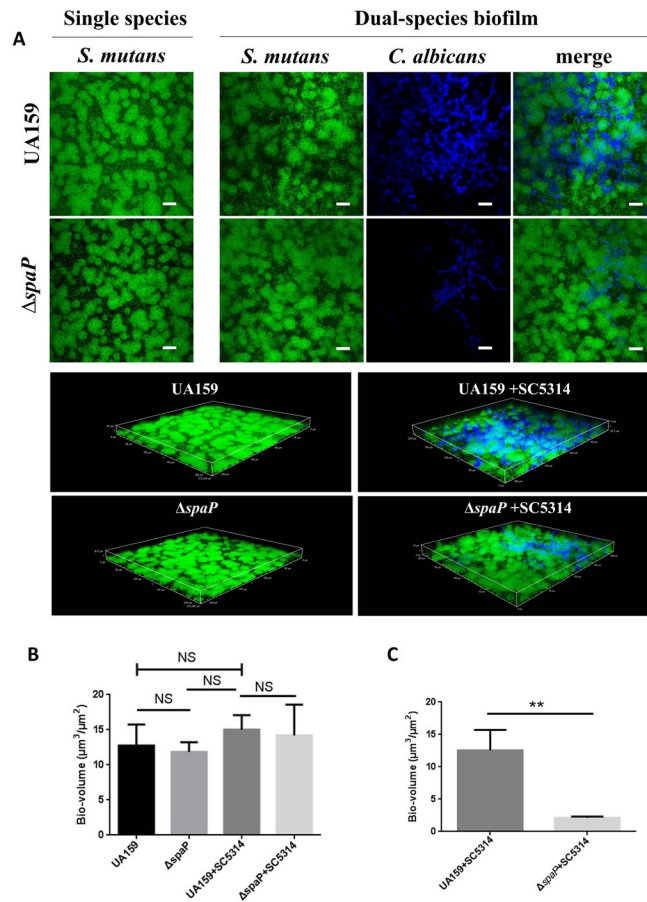 Single species
Dual-species biofilm
A
S. mutans
S. mutans
C. albicans
merge
UA159
ΔspaP
UA159
UA159 +SC5314
ΔspaP
ΔspaP +SC5314
B
C
NS
NS
NS
NS
**
Bio-volume (µm³/µm²)
20
15
10
5
0
UA159
ΔspaP
UA159+SC5314
ΔspaP+SC5314
Bio-volume (µm³/µm²)
20
15
10
5
0
UA159+SC5314
ΔspaP+SC5314